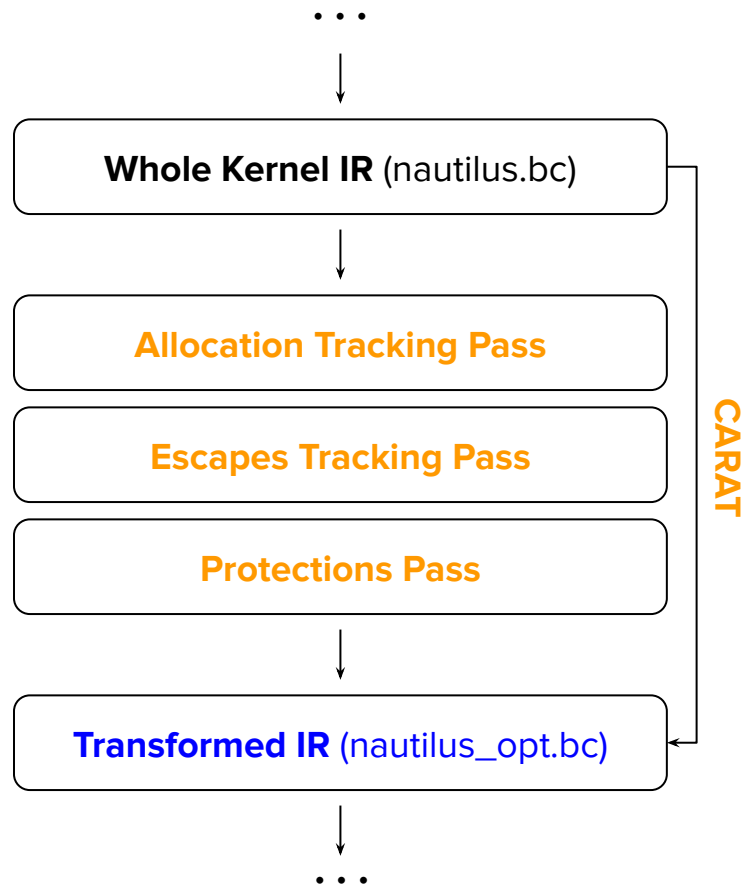 ...
Whole Kernel IR (nautilus.bc)
Allocation Tracking Pass
Escapes Tracking Pass
CARAT
Protections Pass
Transformed IR (nautilus_opt.bc)
...